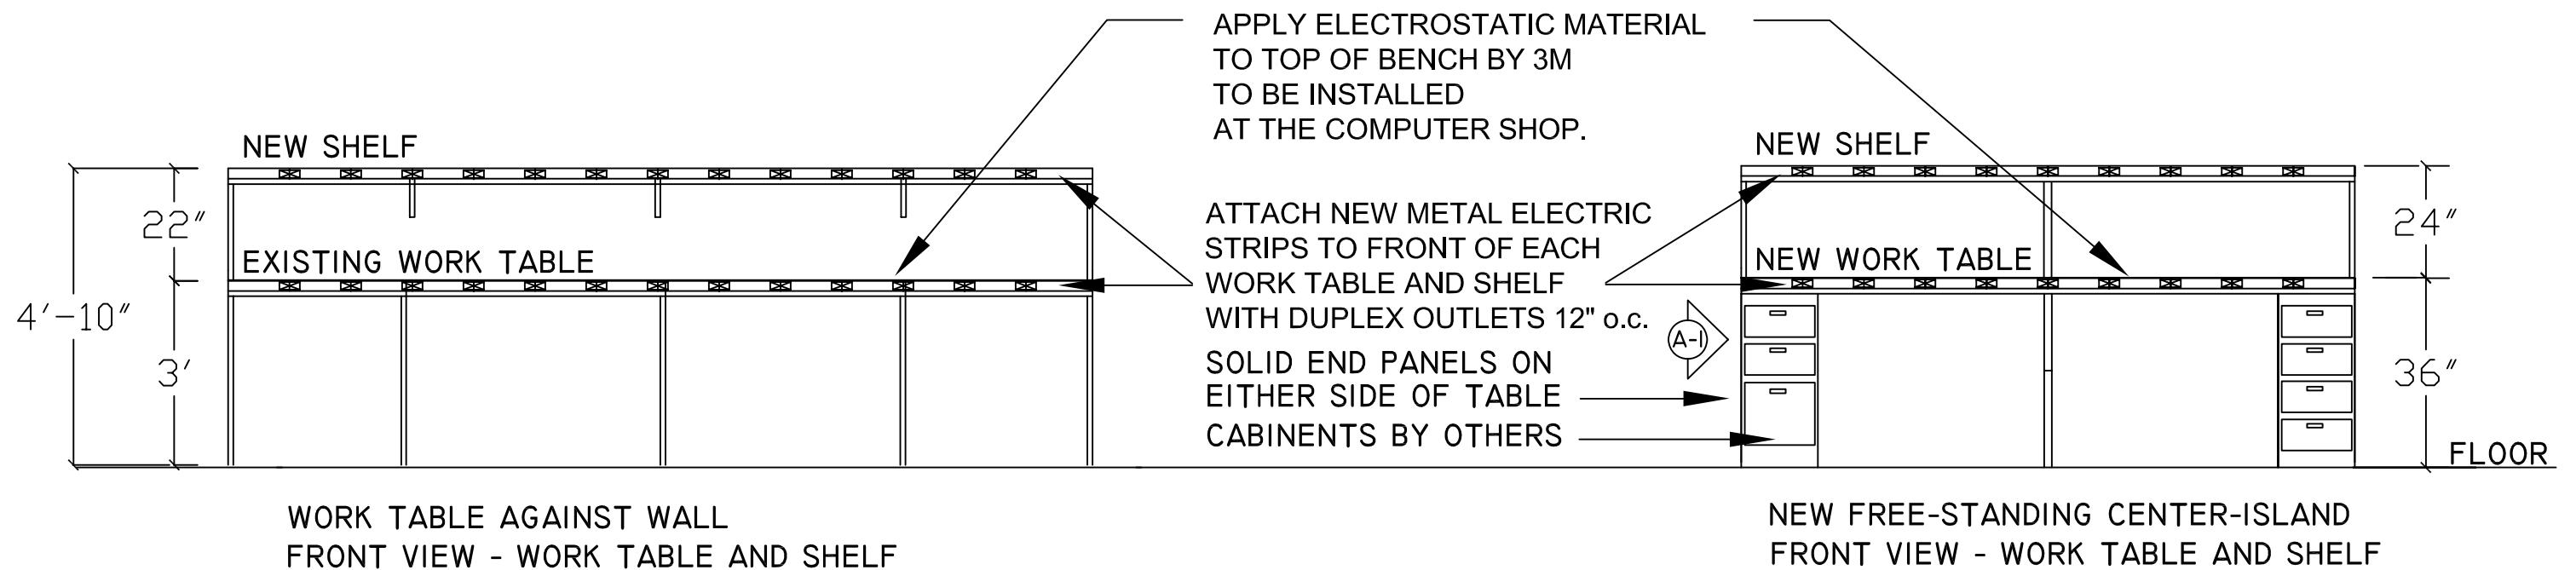 APPLY ELECTROSTATIC MATERIAL
TO TOP OF BENCH BY 3M
TO BE INSTALLED
AT THE COMPUTER SHOP.
NEW SHELF
22"
EXISTING WORK TABLE
4'-10"
3'
ATTACH NEW METAL ELECTRIC
STRIPS TO FRONT OF EACH
WORK TABLE AND SHELF
WITH DUPLEX OUTLETS 12" o.c.
SOLID END PANELS ON
EITHER SIDE OF TABLE
CABINENTS BY OTHERS
A-1
NEW SHELF
24"
NEW WORK TABLE
36"
FLOOR
WORK TABLE AGAINST WALL
FRONT VIEW - WORK TABLE AND SHELF
NEW FREE-STANDING CENTER-ISLAND
FRONT VIEW - WORK TABLE AND SHELF